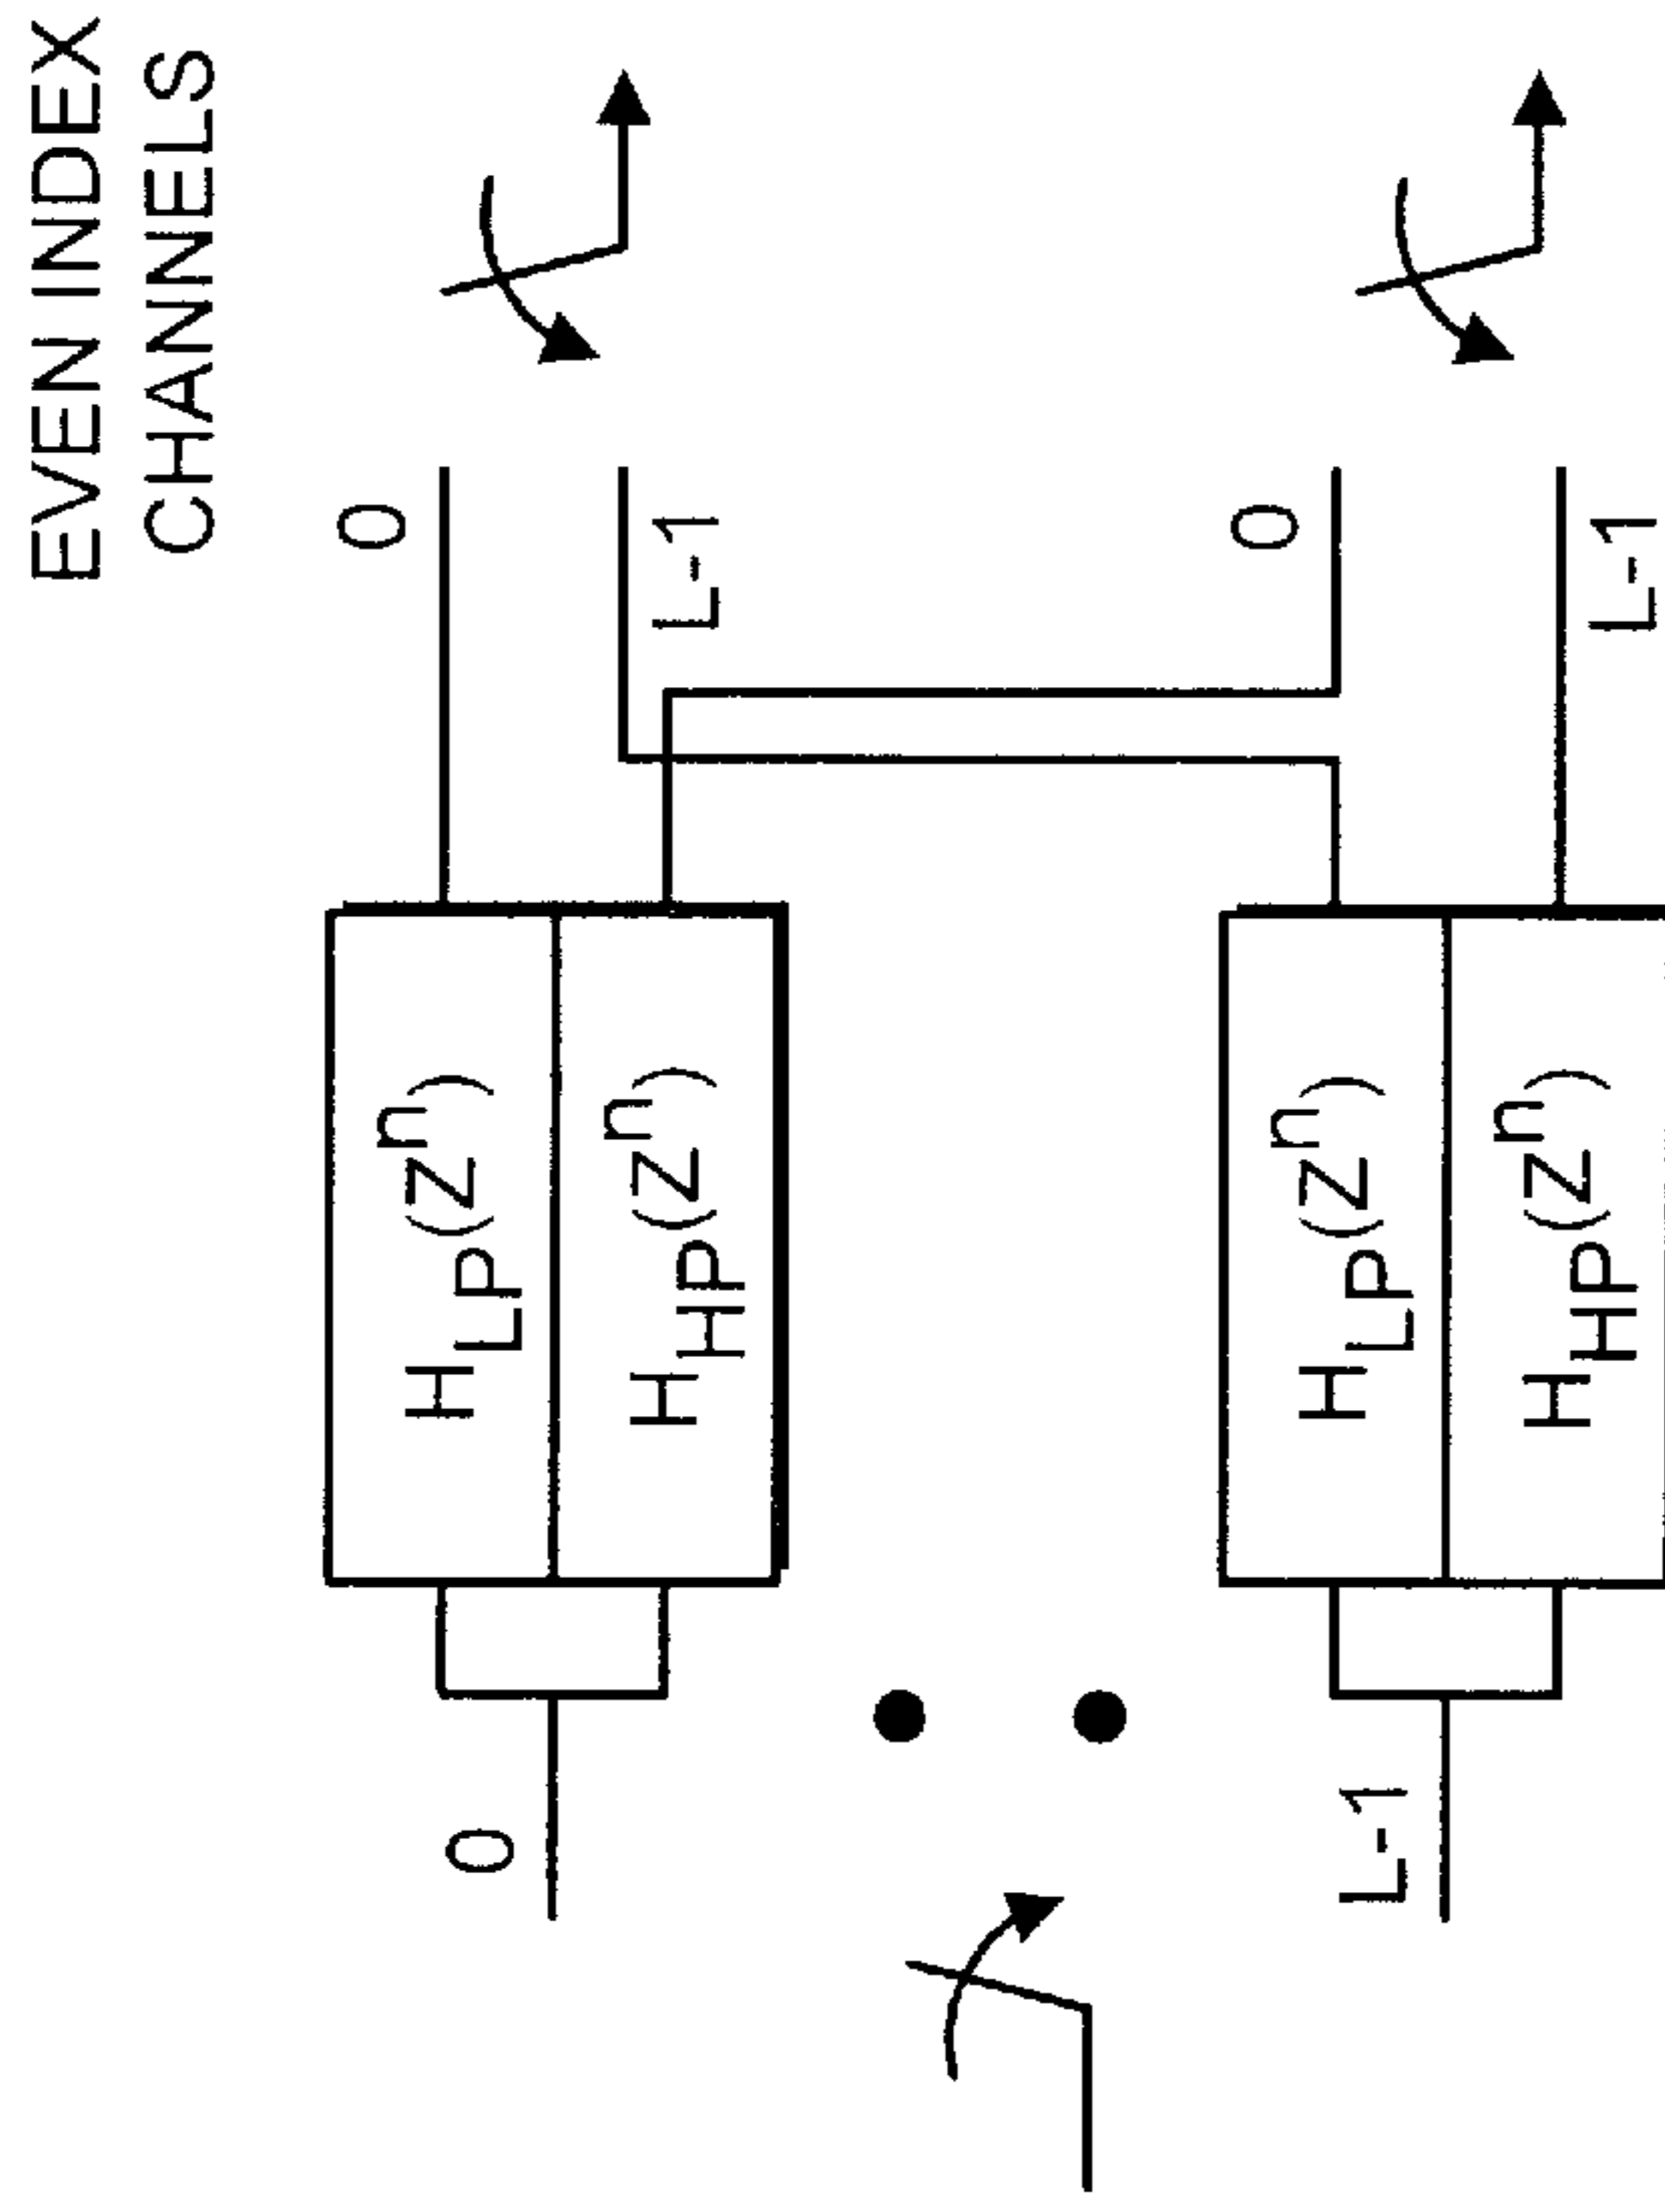 EVEN INDEX
CHANNELS
0
H_LP(Z^n)
0
H_HP(Z^n)
L-1
0
H_LP(Z^n)
L-1
H_HP(Z^n)
L-1